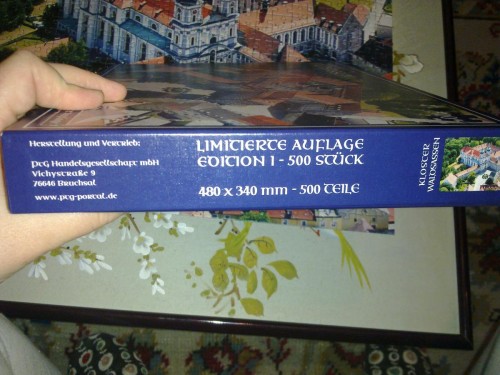 Herstellung und Vertrieb:
PCG Handelsgesellschaft mbH
Vichystraße 9
76646 Bruchsal
www.pcg-portal.de
LIMITIERTE AUFLAGE
EDITION 1 - 500 STÜCK
480 x 340 mm - 500 TEILE
KLOSTER
WALDSASSEN